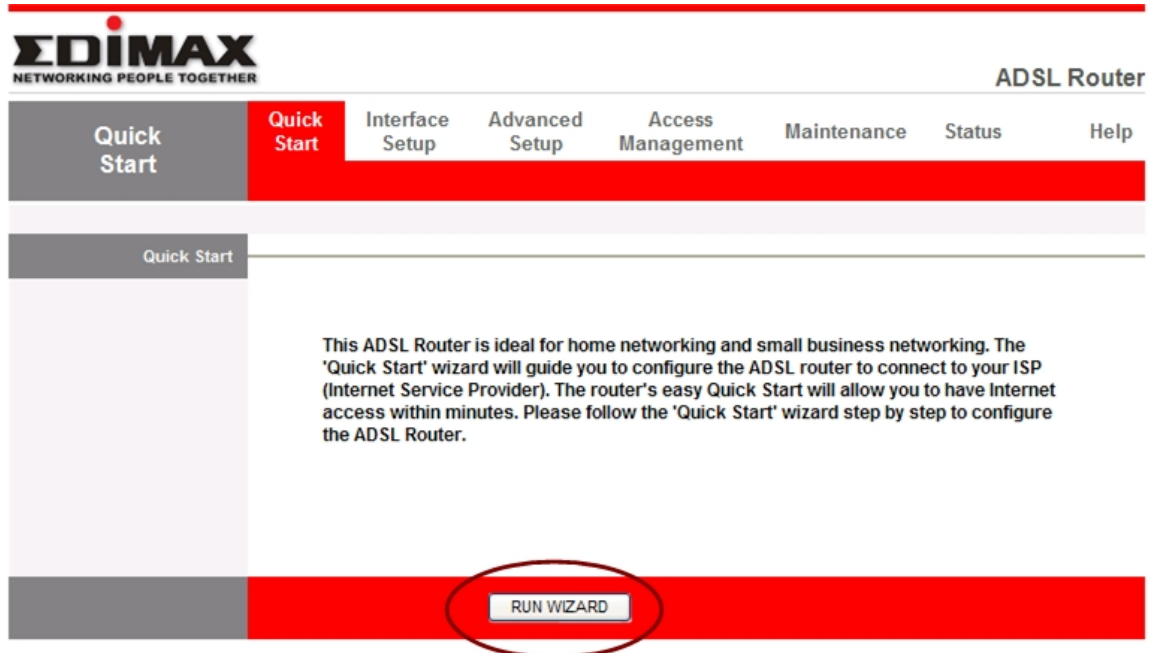 EDiMAX
NETWORKING PEOPLE TOGETHER
ADSL Router
Quick
Start
Quick
Start
Interface
Setup
Advanced
Setup
Access
Management
Maintenance
Status
Help
Quick Start
This ADSL Router is ideal for home networking and small business networking. The
'Quick Start' wizard will guide you to configure the ADSL router to connect to your ISP
(Internet Service Provider). The router's easy Quick Start will allow you to have Internet
access within minutes. Please follow the 'Quick Start' wizard step by step to configure
the ADSL Router.
RUN WIZARD